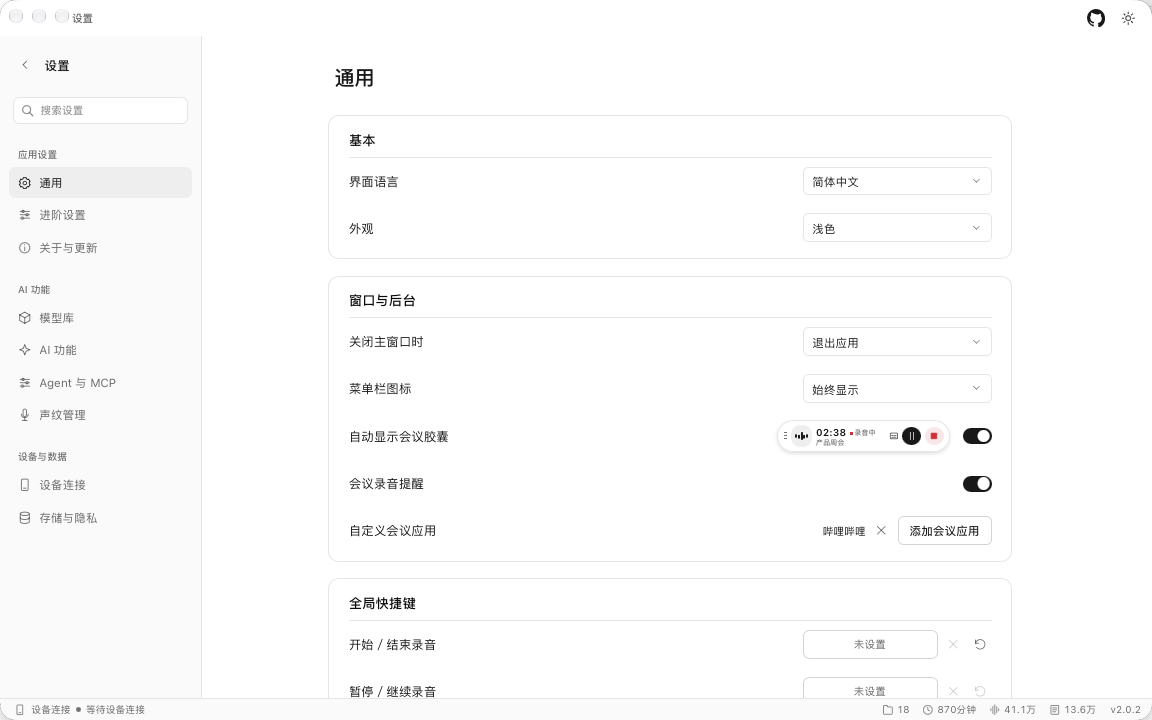 设置
设置
搜索设置
应用设置
通用
进阶设置
关于与更新
AI 功能
模型库
AI 功能
Agent 与 MCP
声纹管理
设备与数据
设备连接
存储与隐私
通用
基本
界面语言
简体中文
外观
浅色
窗口与后台
关闭主窗口时
退出应用
菜单栏图标
始终显示
自动显示会议胶囊
02:38 录音中
产品周会
会议录音提醒
自定义会议应用
哔哩哔哩
添加会议应用
全局快捷键
开始 / 结束录音
未设置
暂停 / 继续录音
未设置
设备连接 等待设备连接
18 870分钟 41.1万 13.6万 v2.0.2